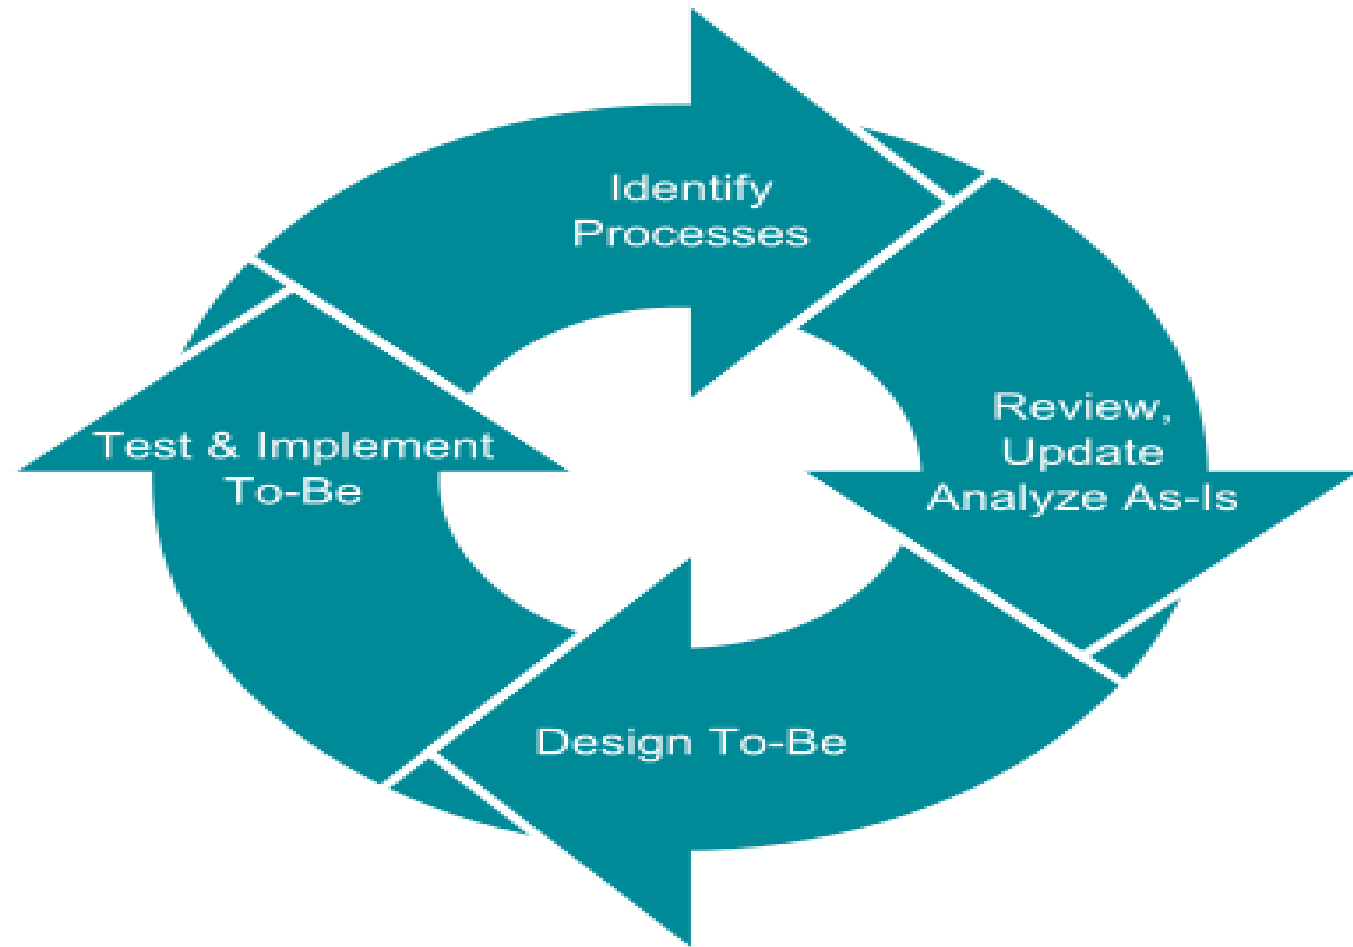 Identify
Processes
Review,
Update
Analyze As-Is
Design To-Be
Test & Implement
To-Be